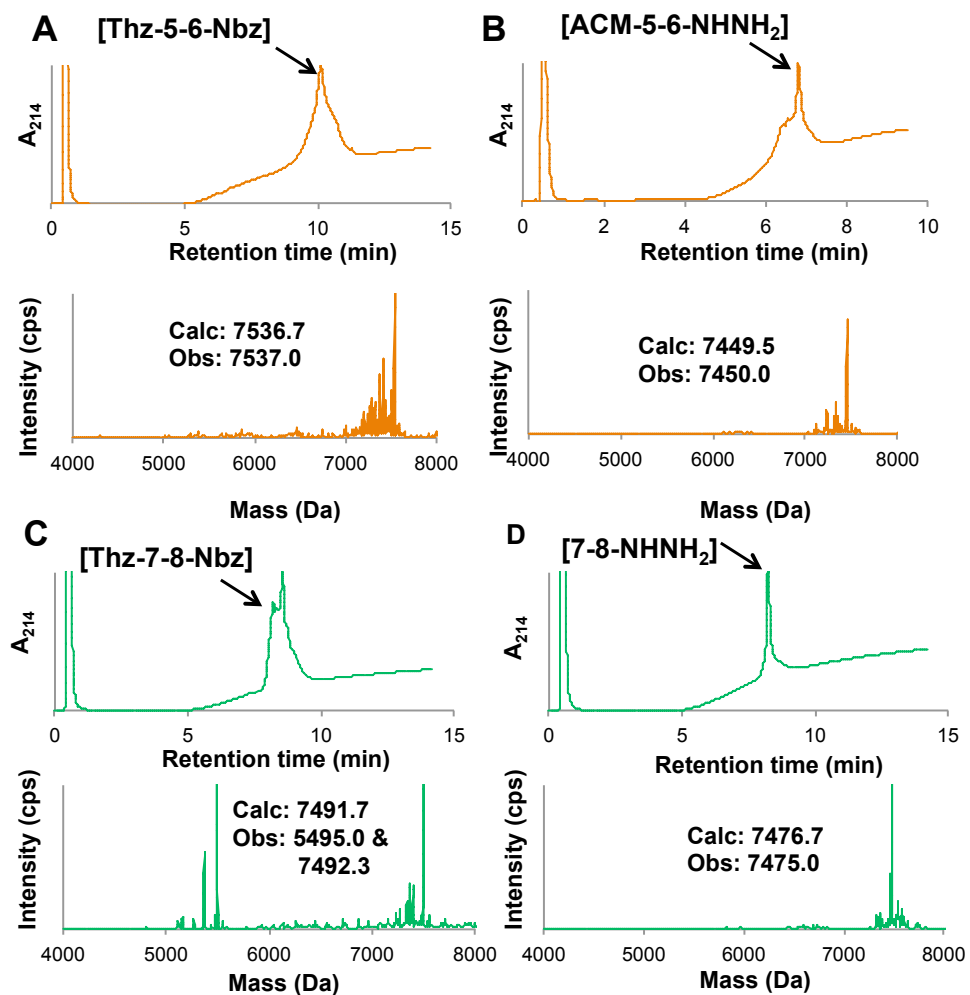 A
[Thz-5-6-Nbz]
A₂₁₄
0 5 10 15
Retention time (min)
Intensity (cps)
Calc: 7536.7
Obs: 7537.0
4000 5000 6000 7000 8000
Mass (Da)
B
[ACM-5-6-NHNH₂]
A₂₁₄
0 2 4 6 8 10
Retention time (min)
Intensity (cps)
Calc: 7449.5
Obs: 7450.0
4000 5000 6000 7000 8000
Mass (Da)
C
[Thz-7-8-Nbz]
A₂₁₄
0 5 10 15
Retention time (min)
Intensity (cps)
Calc: 7491.7
Obs: 5495.0 &
7492.3
4000 5000 6000 7000 8000
Mass (Da)
D
[7-8-NHNH₂]
A₂₁₄
0 5 10 15
Retention time (min)
Intensity (cps)
Calc: 7476.7
Obs: 7475.0
4000 5000 6000 7000 8000
Mass (Da)